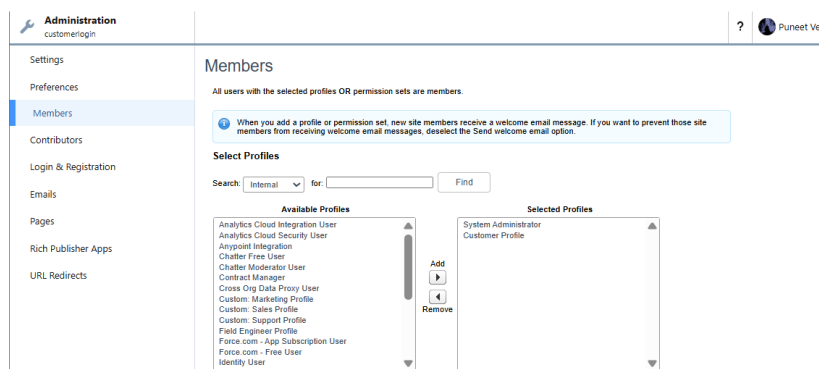 Administration
customerlogin
?
Puneet Ve
Settings
Preferences
Members
Contributors
Login & Registration
Emails
Pages
Rich Publisher Apps
URL Redirects
Members
All users with the selected profiles OR permission sets are members.
When you add a profile or permission set, new site members receive a welcome email message. If you want to prevent those site
members from receiving welcome email messages, deselect the Send welcome email option.
Select Profiles
Search: Internal for: Find
Available Profiles
Analytics Cloud Integration User
Analytics Cloud Security User
Anypoint Integration
Chatter Free User
Chatter Moderator User
Contract Manager
Cross Org Data Proxy User
Custom: Marketing Profile
Custom: Sales Profile
Custom: Support Profile
Field Engineer Profile
Force.com - App Subscription User
Force.com - Free User
Identity User
Add
Remove
Selected Profiles
System Administrator
Customer Profile